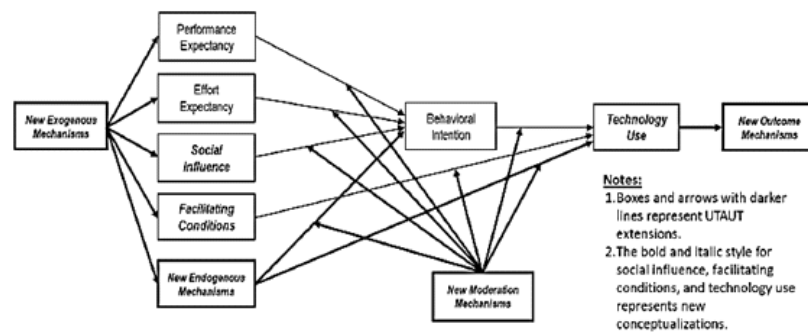 Performance
Expectancy
Effort
Expectancy
New Exogenous
Mechanisms
Behavioral
Intention
Technology
Use
New Outcome
Mechanisms
Social
Influence
Facilitating
Conditions
New Endogenous
Mechanisms
New Moderation
Mechanisms
Notes:
1.Boxes and arrows with darker
lines represent UTAUT
extensions.
2.The bold and italic style for
social influence, facilitating
conditions, and technology use
represents new
conceptualizations.